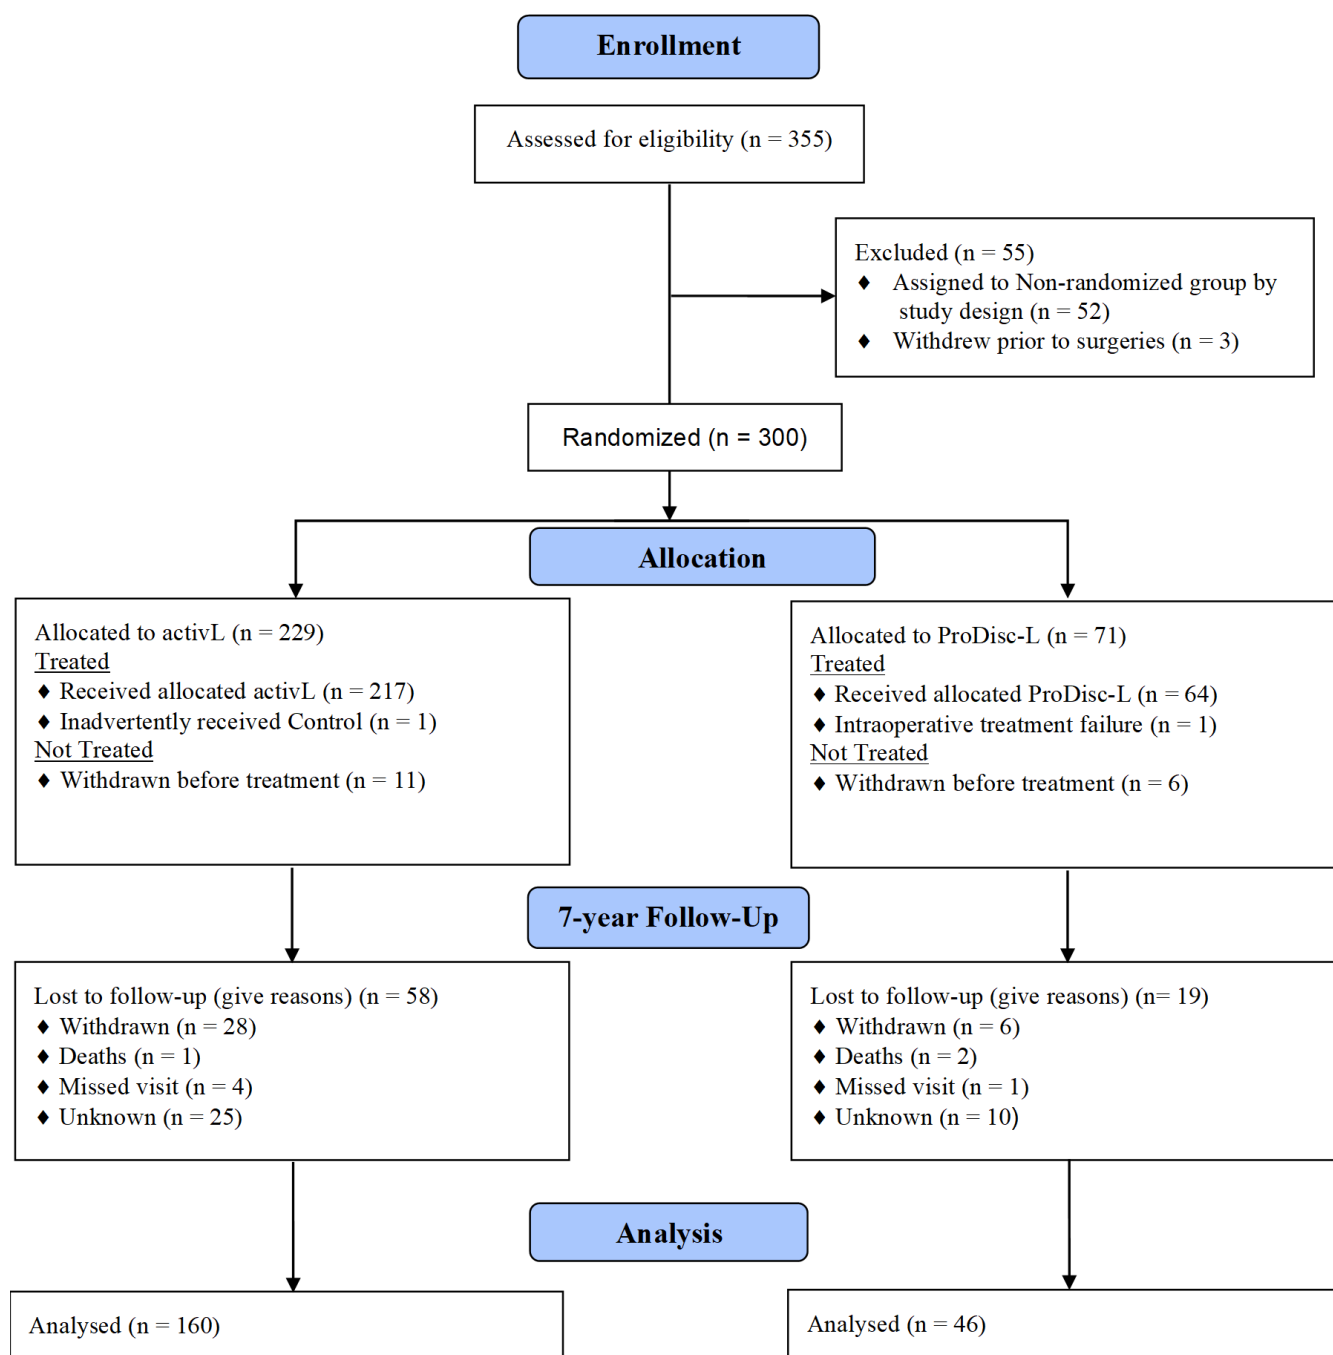 Enrollment
Assessed for eligibility (n = 355)
Excluded (n = 55)
♦ Assigned to Non-randomized group by
study design (n = 52)
♦ Withdrew prior to surgeries (n = 3)
Randomized (n = 300)
Allocation
Allocated to activL (n = 229)
Treated
♦ Received allocated activL (n = 217)
♦ Inadvertently received Control (n = 1)
Not Treated
♦ Withdrawn before treatment (n = 11)
Allocated to ProDisc-L (n = 71)
Treated
♦ Received allocated ProDisc-L (n = 64)
♦ Intraoperative treatment failure (n = 1)
Not Treated
♦ Withdrawn before treatment (n = 6)
7-year Follow-Up
Lost to follow-up (give reasons) (n = 58)
♦ Withdrawn (n = 28)
♦ Deaths (n = 1)
♦ Missed visit (n = 4)
♦ Unknown (n = 25)
Lost to follow-up (give reasons) (n= 19)
♦ Withdrawn (n = 6)
♦ Deaths (n = 2)
♦ Missed visit (n = 1)
♦ Unknown (n = 10)
Analysis
Analysed (n = 160)
Analysed (n = 46)